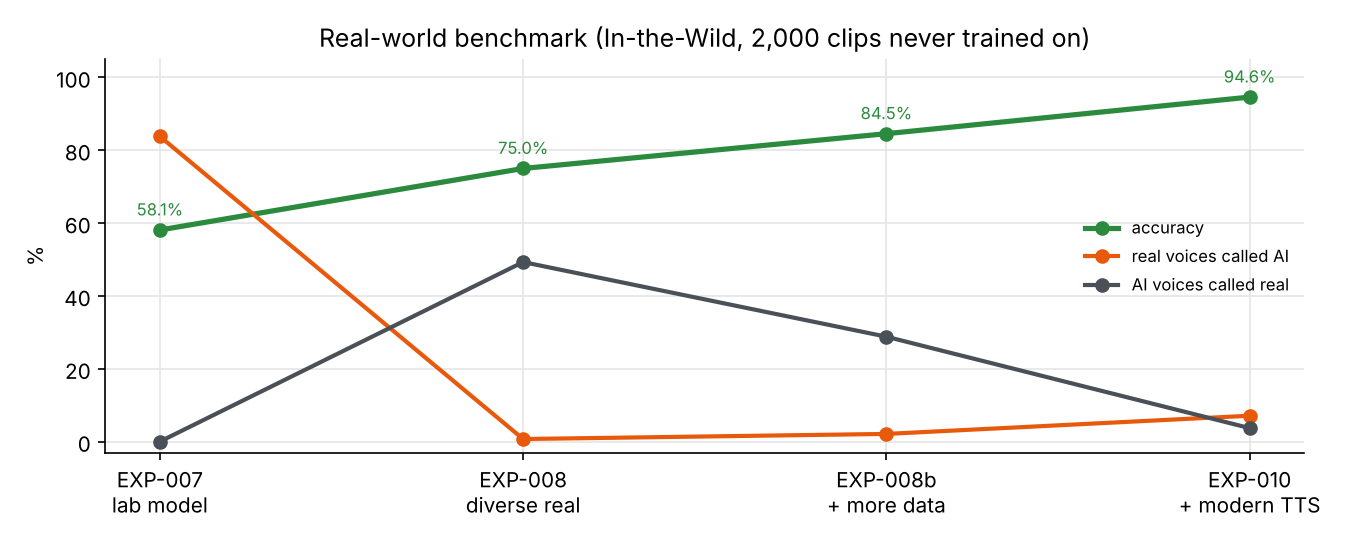 Real-world benchmark (In-the-Wild, 2,000 clips never trained on)
100
80
60
40
20
0
%
58.1%
75.0%
84.5%
94.6%
accuracy
real voices called AI
AI voices called real
EXP-007
lab model
EXP-008
diverse real
EXP-008b
+ more data
EXP-010
+ modern TTS